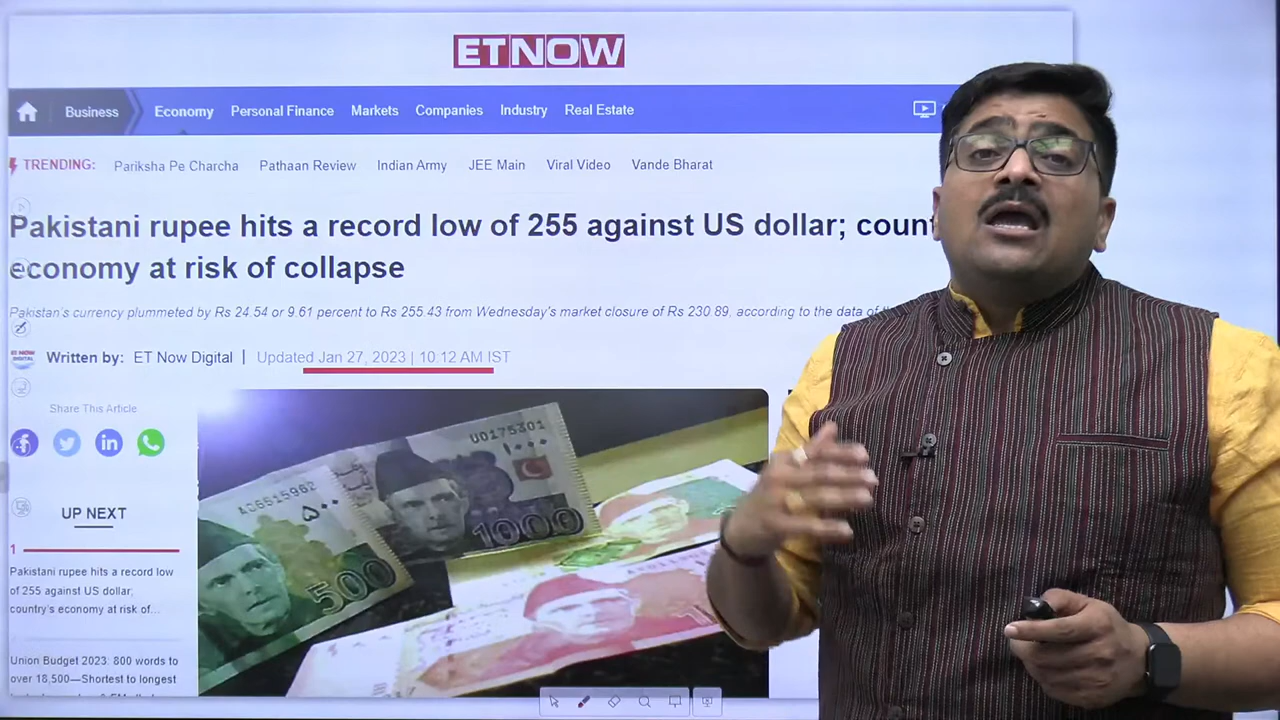 ETNOW
Business Economy Personal Finance Markets Companies Industry Real Estate
TRENDING: Pariksha Pe Charcha Pathaan Review Indian Army JEE Main Viral Video Vande Bharat
Pakistani rupee hits a record low of 255 against US dollar; count
economy at risk of collapse
Pakistan's currency plummeted by Rs 24.54 or 9.61 percent to Rs 255.43 from Wednesday's market closure of Rs 230.89, according to the data of
Written by: ET Now Digital | Updated Jan 27, 2023 | 10:12 AM IST
Share This Article
UP NEXT
1
Pakistani rupee hits a record low
of 255 against US dollar;
country's economy at risk of...
Union Budget 2023: 800 words to
over 18,500—Shortest to longest
AC6515962
۵۰۰
500
U0175301
۱۰۰۰
1000